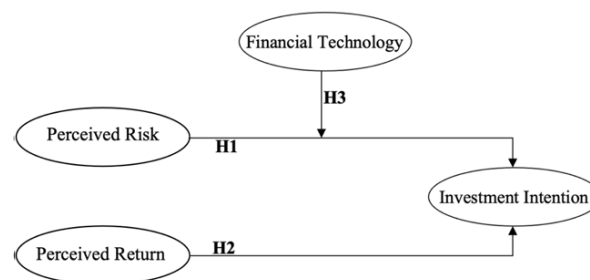 Financial Technology
H3
Perceived Risk
H1
Investment Intention
Perceived Return
H2